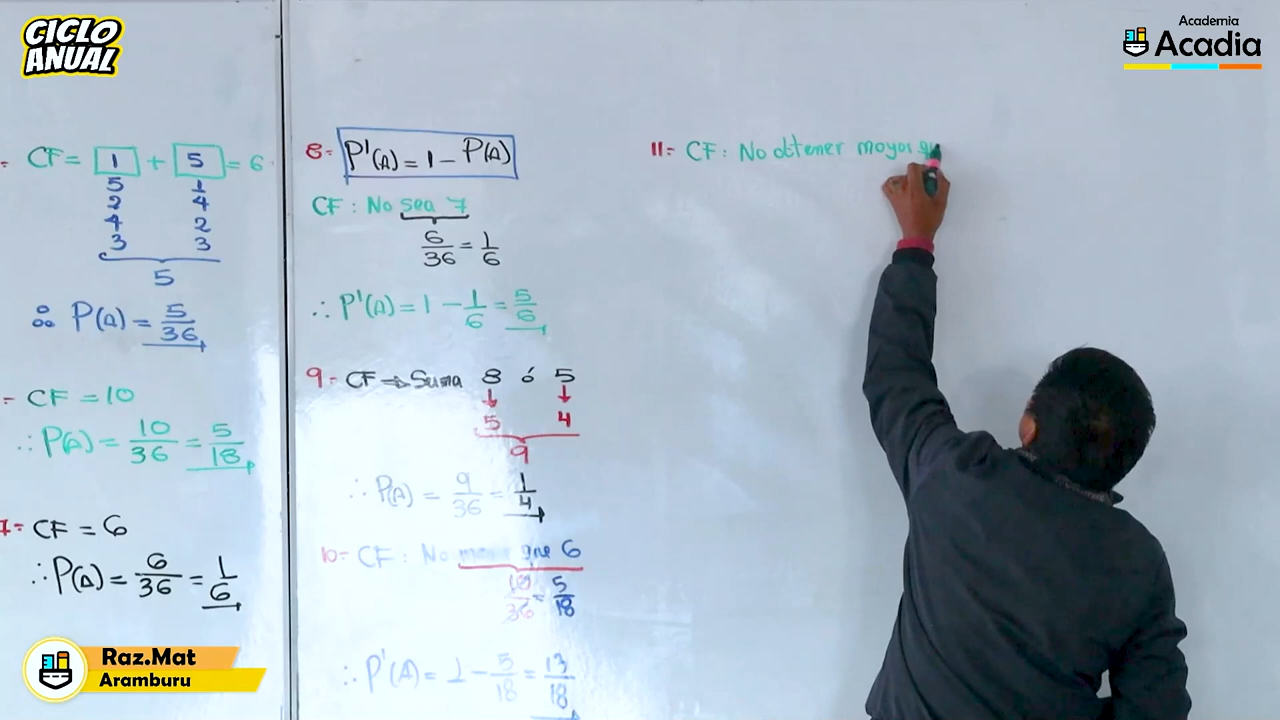 CICLO
ANUAL
Academia
Acadia
CF = 1 + 5 = 6
5 1
2 4
4 2
3 3
5
∴ P(A) = 5/36
CF = 10
∴ P(A) = 10/36 = 5/18
7- CF = 6
∴ P(A) = 6/36 = 1/6
8- P'(A) = 1 - P(A)
CF : No sea 7
6/36 = 1/6
∴ P'(A) = 1 - 1/6 = 5/6
9- CF ⇒ Suma 8 ó 5
5 4
9
∴ P(A) = 9/36 = 1/4
10- CF : No que 6
10/36 = 5/18
∴ P'(A) = 1 - 5/18 = 13/18
11- CF : No obtener mayor
Raz.Mat
Aramburu